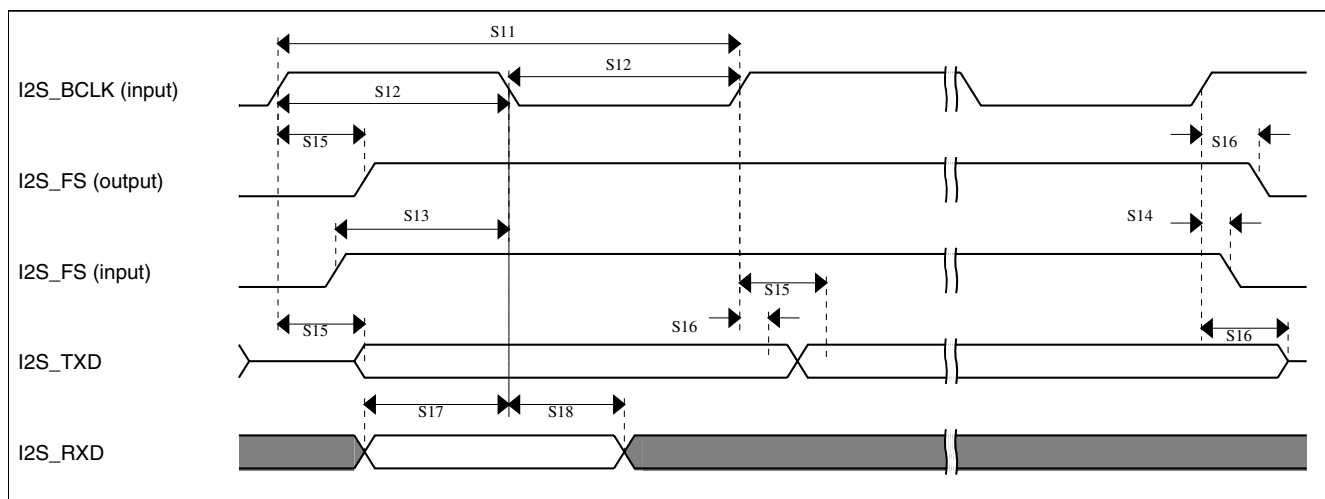 S11
I2S_BCLK (input)
S12
S12
S15
S16
I2S_FS (output)
S13
S14
I2S_FS (input)
S15
S15
S16
S16
I2S_TXD
S17
S18
I2S_RXD